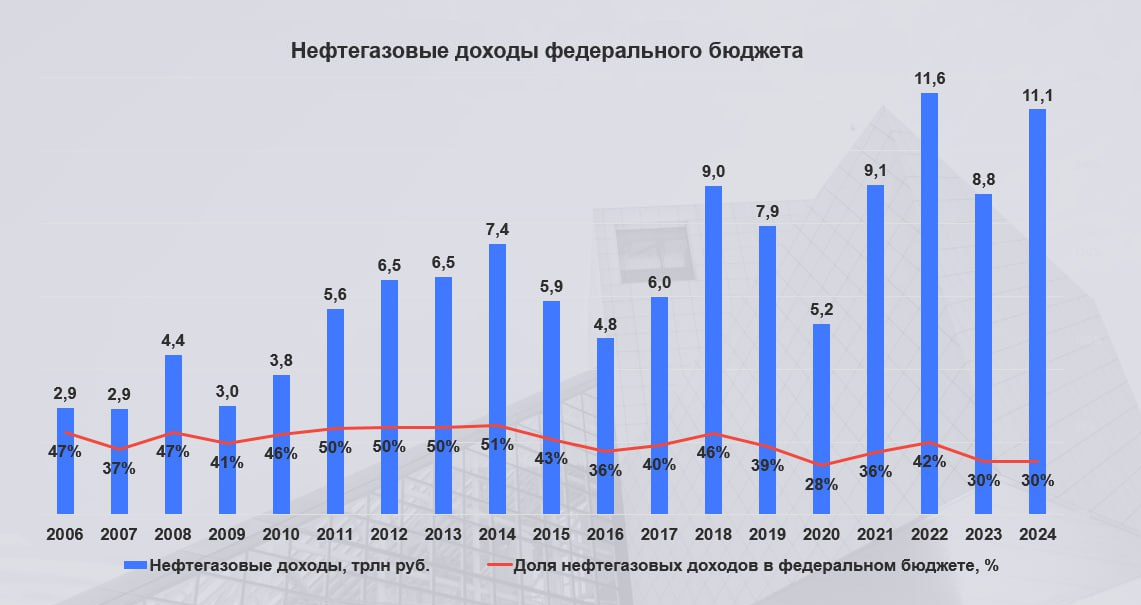 Нефтегазовые доходы федерального бюджета
2,9 2,9 4,4 3,0 3,8 5,6 6,5 6,5 7,4 5,9 4,8 6,0 9,0 7,9 5,2 9,1 11,6 8,8 11,1
47% 37% 47% 41% 46% 50% 50% 50% 51% 43% 36% 40% 46% 39% 28% 36% 42% 30% 30%
2006 2007 2008 2009 2010 2011 2012 2013 2014 2015 2016 2017 2018 2019 2020 2021 2022 2023 2024
Нефтегазовые доходы, трлн руб. Доля нефтегазовых доходов в федеральном бюджете, %